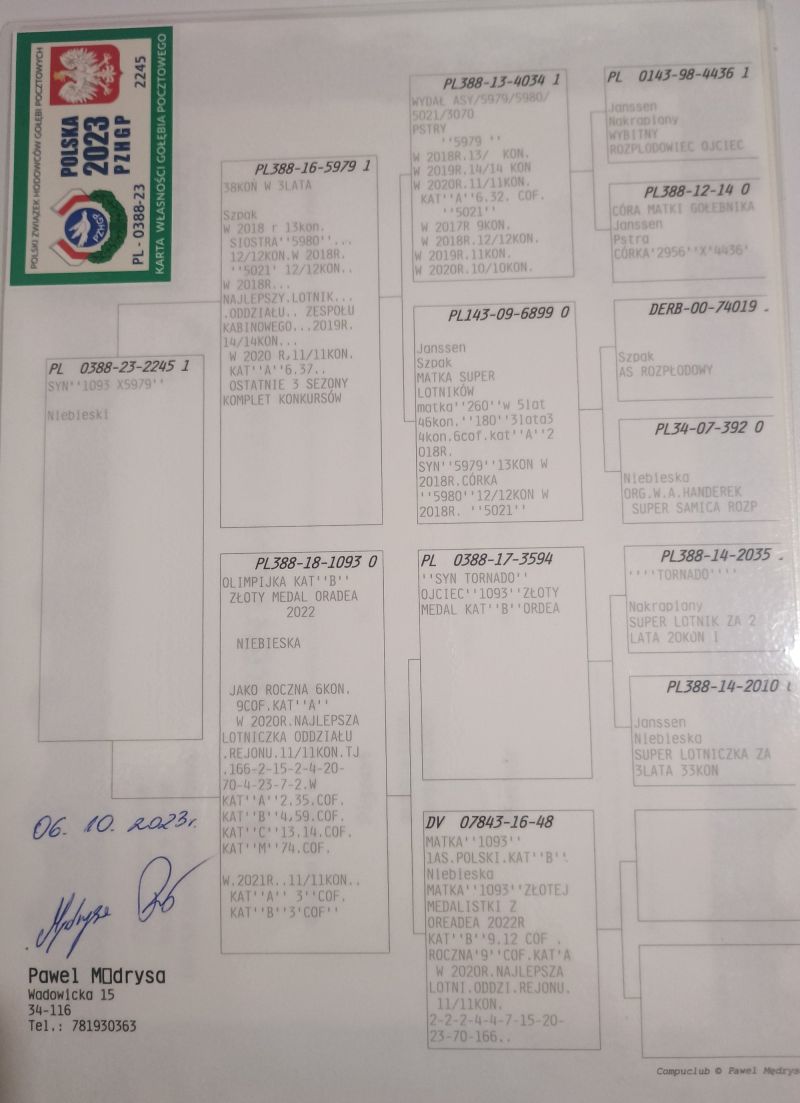 POLSKI ZWIĄZEK HODOWCÓW GOŁĘBI POCZTOWYCH
POLSKA
2023
PZHGP
2245
PZHGP
PL - 0388-23
KARTA WŁASNOŚCI GOŁĘBIA POCZTOWEGO
PL 0388-23-2245 1
SYN''1093 X5979''
Niebieski
PL388-16-5979 1
38KON W 3LATA
Szpak
W 2018 r 13kon.
SIOSTRA''5980''...
12/12KON.W 2018R.
''5021' 12/12KON..
W 2018R...
NAJLEPSZY.LOTNIK...
.ODDZIAŁU.. ZESPOŁU
KABINOWEGO...2019R.
14/14KON...
W 2020 R,11/11KON.
KAT''A''6.37..
OSTATNIE 3 SEZONY
KOMPLET KONKURSÓW
PL388-18-1093 0
OLIMPIJKA KAT''B''
ZŁOTY MEDAL ORADEA
2022
NIEBIESKA
JAKO ROCZNA 6KON.
9COF.KAT''A''
W 2020R.NAJLEPSZA
LOTNICZKA ODDZIAŁU
.REJONU.11/11KON.TJ
.166-2-15-2-4-20-
70-4-23-7-2.W
KAT''A''2.35.COF.
KAT''B''4,59.COF.
KAT''C''13.14.COF.
KAT''M''74.COF.
W.2021R..11/11KON..
KAT''A'' 3''COF.
KAT''B''3'COF''
PL388-13-4034 1
WYDAŁ ASY/5979/5980/
5021/3070
PSTRY
''5979 ''
W 2018R.13/ KON.
W 2019R.14/14 KON
W 2020R.11/11KON.
KAT''A''6.32. COF.
''5021''
W 2017R 9KON.
W 2018R.12/12KON.
W 2019R.11KON.
W 2020R.10/10KON.
PL143-09-6899 0
Janssen
Szpak
MATKA SUPER
LOTNIKÓW
matka''260''w 5lat
46kon.''180''3lata3
4kon.6cof.kat''A''2
018R.
SYN''5979''13KON W
2018R.CÓRKA
''5980''12/12KON W
2018R. ''5021''
PL 0388-17-3594
''SYN TORNADO''
OJCIEC''1093''ZŁOTY
MEDAL KAT''B''ORDEA
DV 07843-16-48
MATKA''1093''
1AS.POLSKI.KAT''B''.
Niebieska
MATKA''1093''ZŁOTEJ
MEDALISTKI Z
OREADEA 2022R
KAT''B''9.12 COF .
ROCZNA'9''COF.KAT'A
W 2020R.NAJLEPSZA
LOTNI.ODDZI.REJONU.
11/11KON.
2-2-2-4-4-7-15-20-
23-70-166..
PL 0143-98-4436 1
Janssen
Nakrapiany
WYBITNY
ROZPŁODOWIEC OJCIEC
PL388-12-14 0
CÓRA MATKI GOŁEBNIKA
Janssen
Pstra
CÓRKA'2956''X'4436'
DERB-00-74019 .
Szpak
AS ROZPŁODOWY
PL34-07-392 0
Niebieska
ORG.W.A.HANDEREK
SUPER SAMICA ROZP
PL388-14-2035 .
''''TORNADO''''
Nakrapiany
SUPER LOTNIK ZA 2
LATA 20KON I
PL388-14-2010
Janssen
Niebieska
SUPER LOTNICZKA ZA
3LATA 33KON
06. 10. 2023r.
Paweł M□drysa
Wadowicka 15
34-116
Tel.: 781930363
Compuclub © Paweł Mędrys